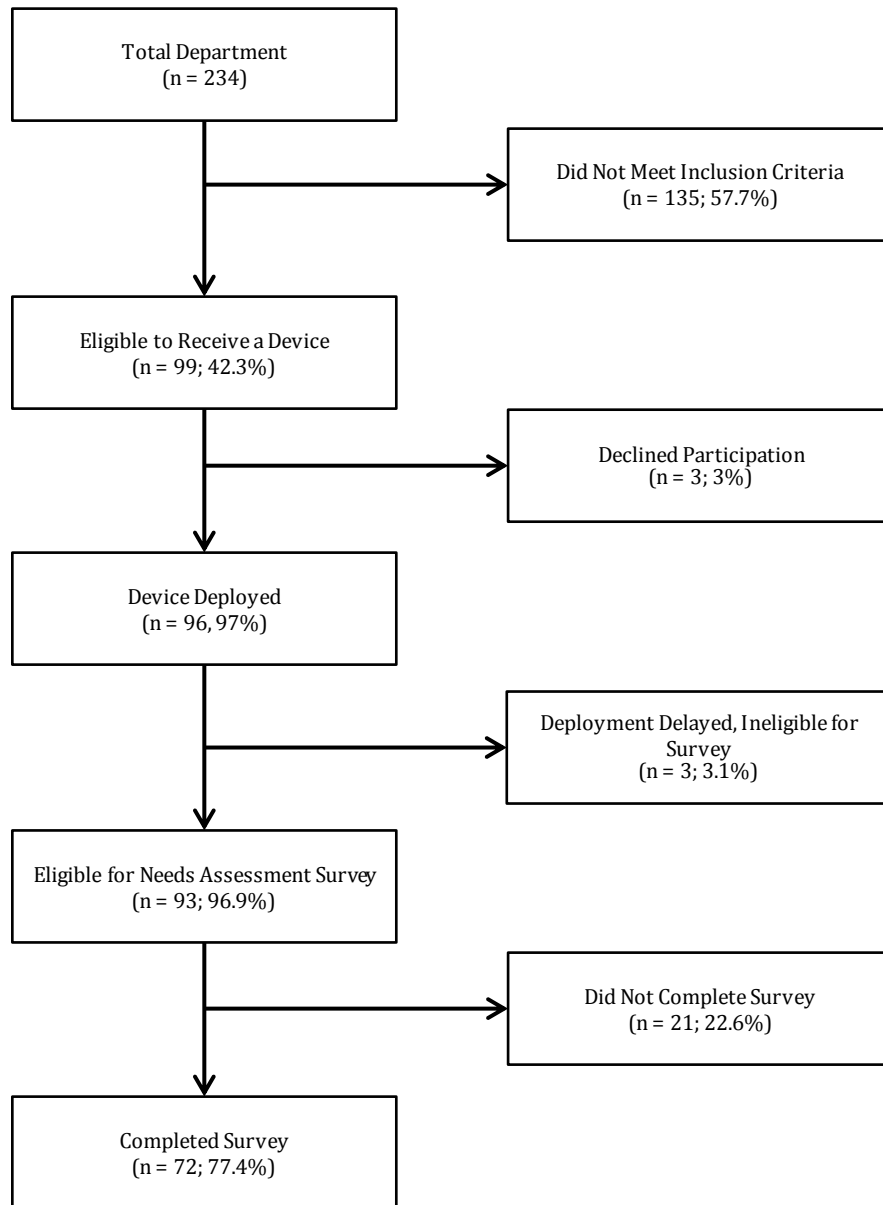 Total Department
(n = 234)
Did Not Meet Inclusion Criteria
(n = 135; 57.7%)
Eligible to Receive a Device
(n = 99; 42.3%)
Declined Participation
(n = 3; 3%)
Device Deployed
(n = 96, 97%)
Deployment Delayed, Ineligible for
Survey
(n = 3; 3.1%)
Eligible for Needs Assessment Survey
(n = 93; 96.9%)
Did Not Complete Survey
(n = 21; 22.6%)
Completed Survey
(n = 72; 77.4%)